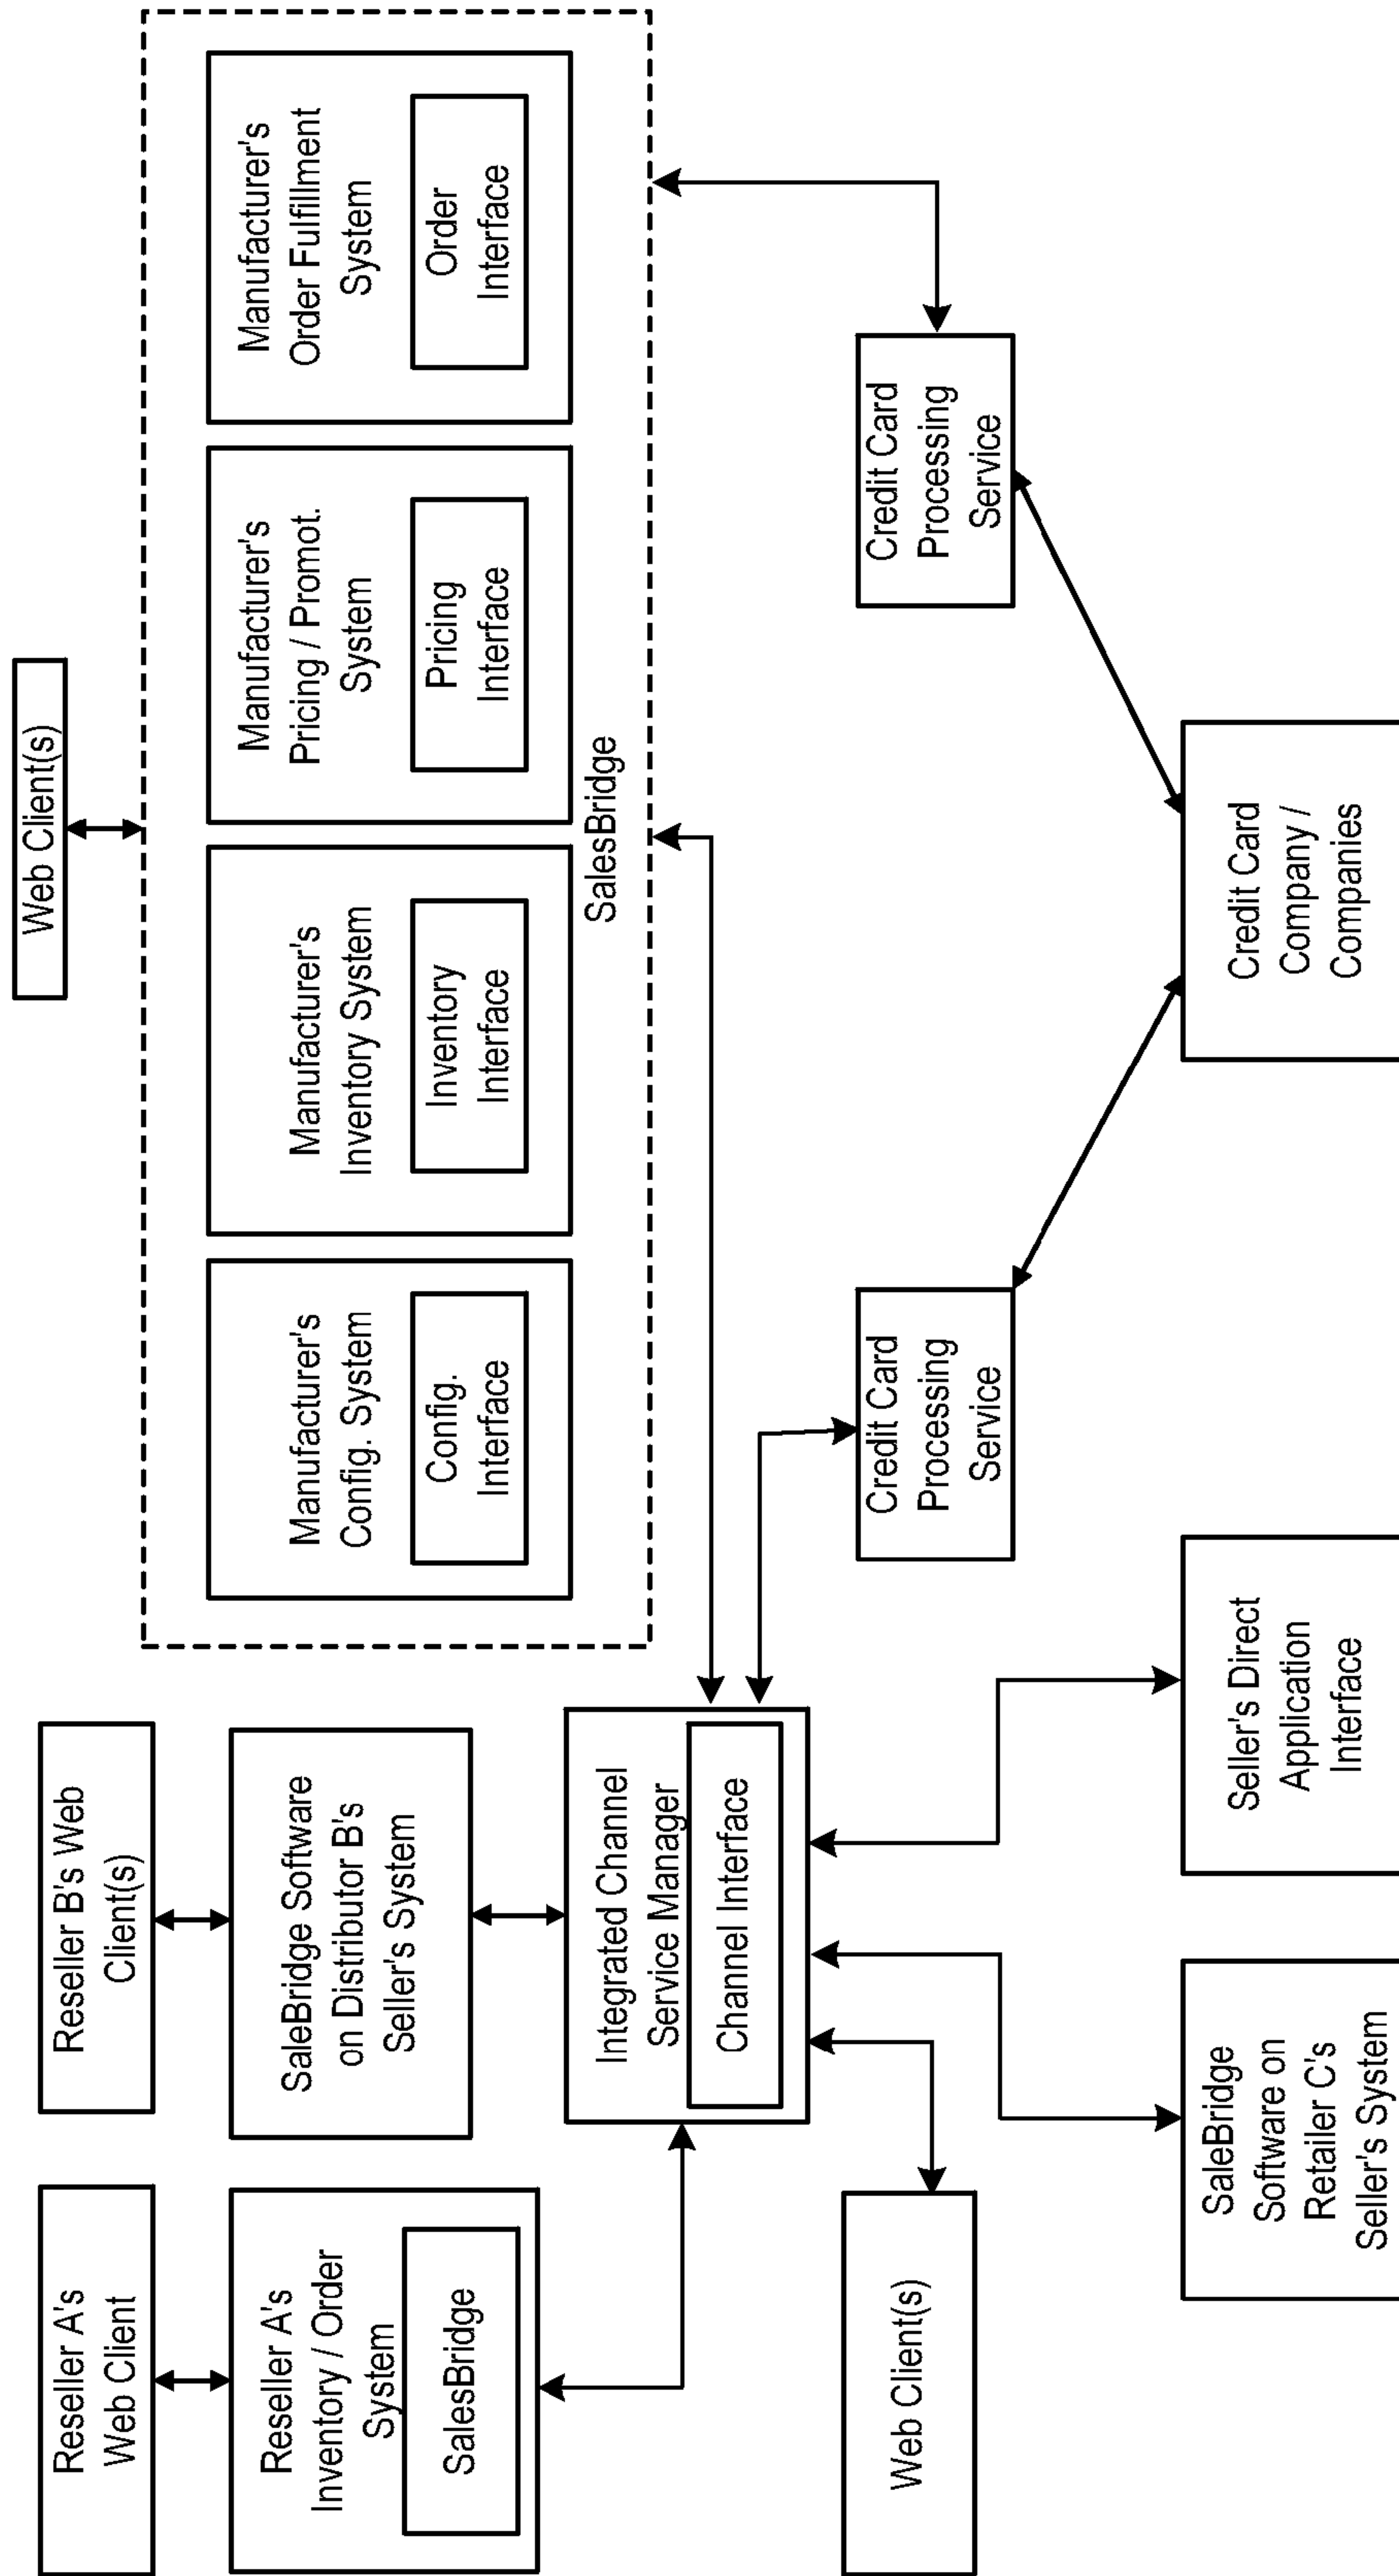 Reseller A's
Web Client
Reseller B's Web
Client(s)
Web Client(s)
Reseller A's
Inventory / Order
System
SalesBridge
SaleBridge Software
on Distributor B's
Seller's System
Manufacturer's
Config. System
Config.
Interface
Manufacturer's
Inventory System
Inventory
Interface
Manufacturer's
Pricing / Promot.
System
Pricing
Interface
Manufacturer's
Order Fulfillment
System
Order
Interface
SalesBridge
Integrated Channel
Service Manager
Channel Interface
Web Client(s)
Credit Card
Processing
Service
Credit Card
Processing
Service
SaleBridge
Software on
Retailer C's
Seller's System
Seller's Direct
Application
Interface
Credit Card
Company /
Companies